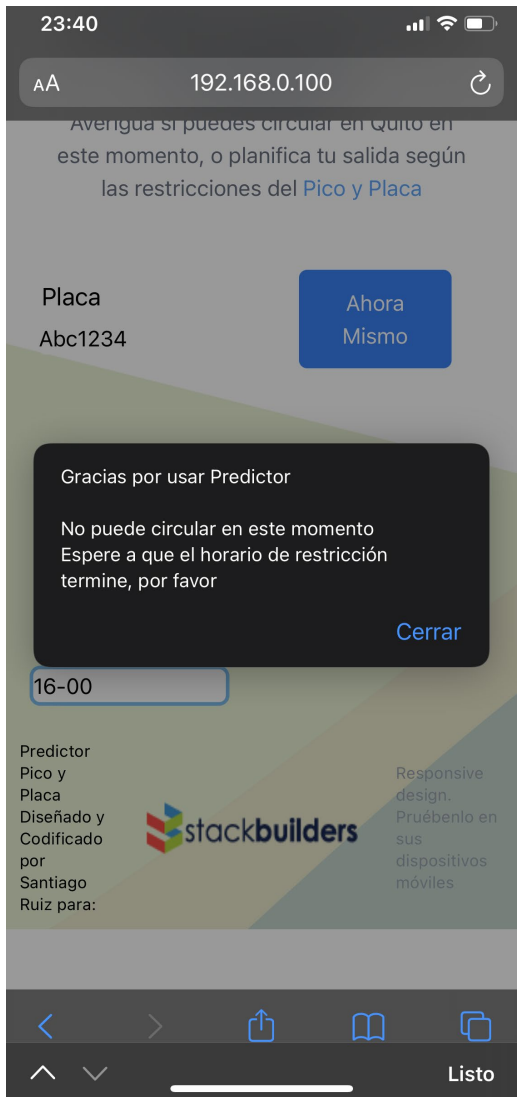 23:40
AA
192.168.0.100
Averigua si puedes circular en Quito en
este momento, o planifica tu salida según
las restricciones del Pico y Placa
Placa
Abc1234
Ahora
Mismo
Gracias por usar Predictor
No puede circular en este momento
Espere a que el horario de restricción
termine, por favor
Cerrar
16-00
Predictor
Pico y
Placa
Diseñado y
Codificado
por
Santiago
Ruiz para:
stackbuilders
Responsive
design.
Pruébenlo en
sus
dispositivos
móviles
Listo